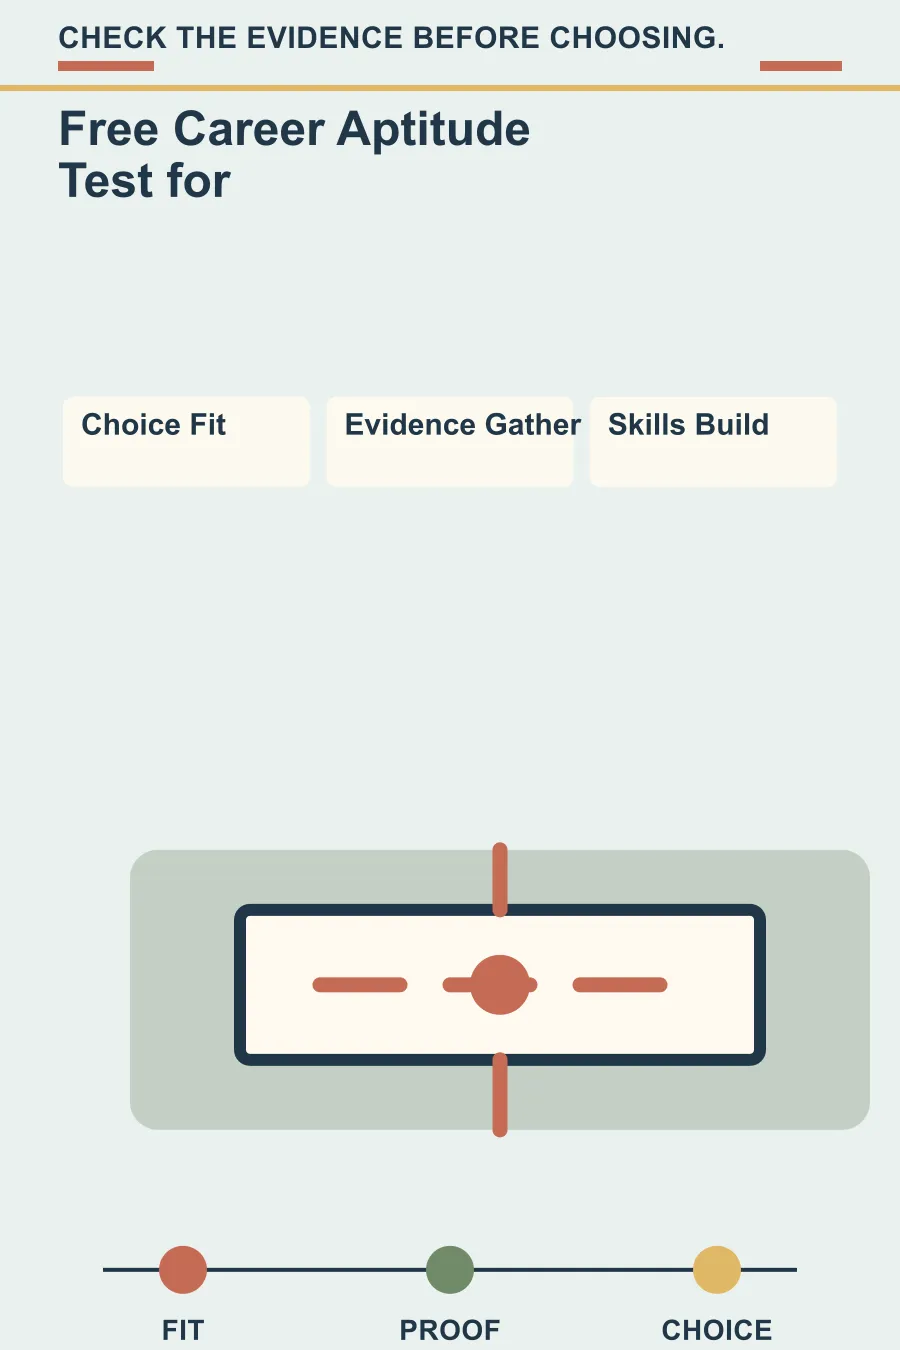 CHECK THE EVIDENCE BEFORE CHOOSING.
Free Career Aptitude
Test for
Choice Fit
Evidence Gather
Skills Build
FIT
PROOF
CHOICE